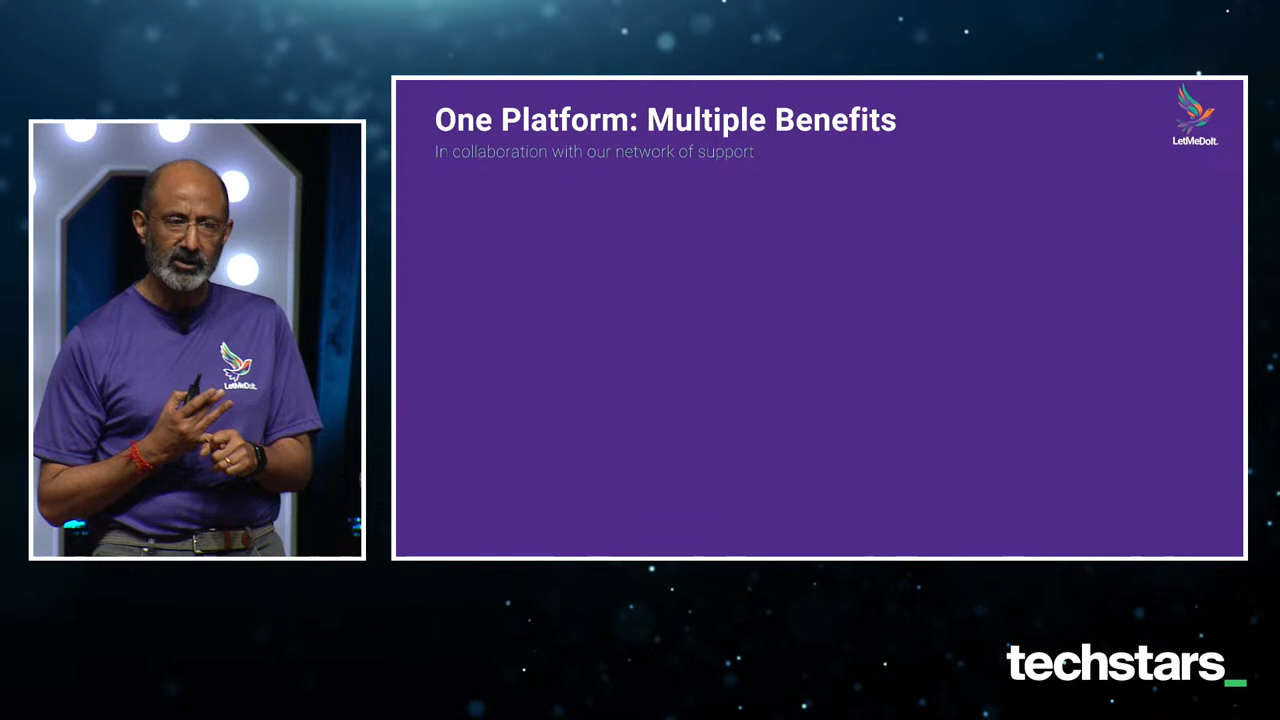 One Platform: Multiple Benefits
In collaboration with our network of support
LetMeDoIt.
LetMeDoIt.
techstars_